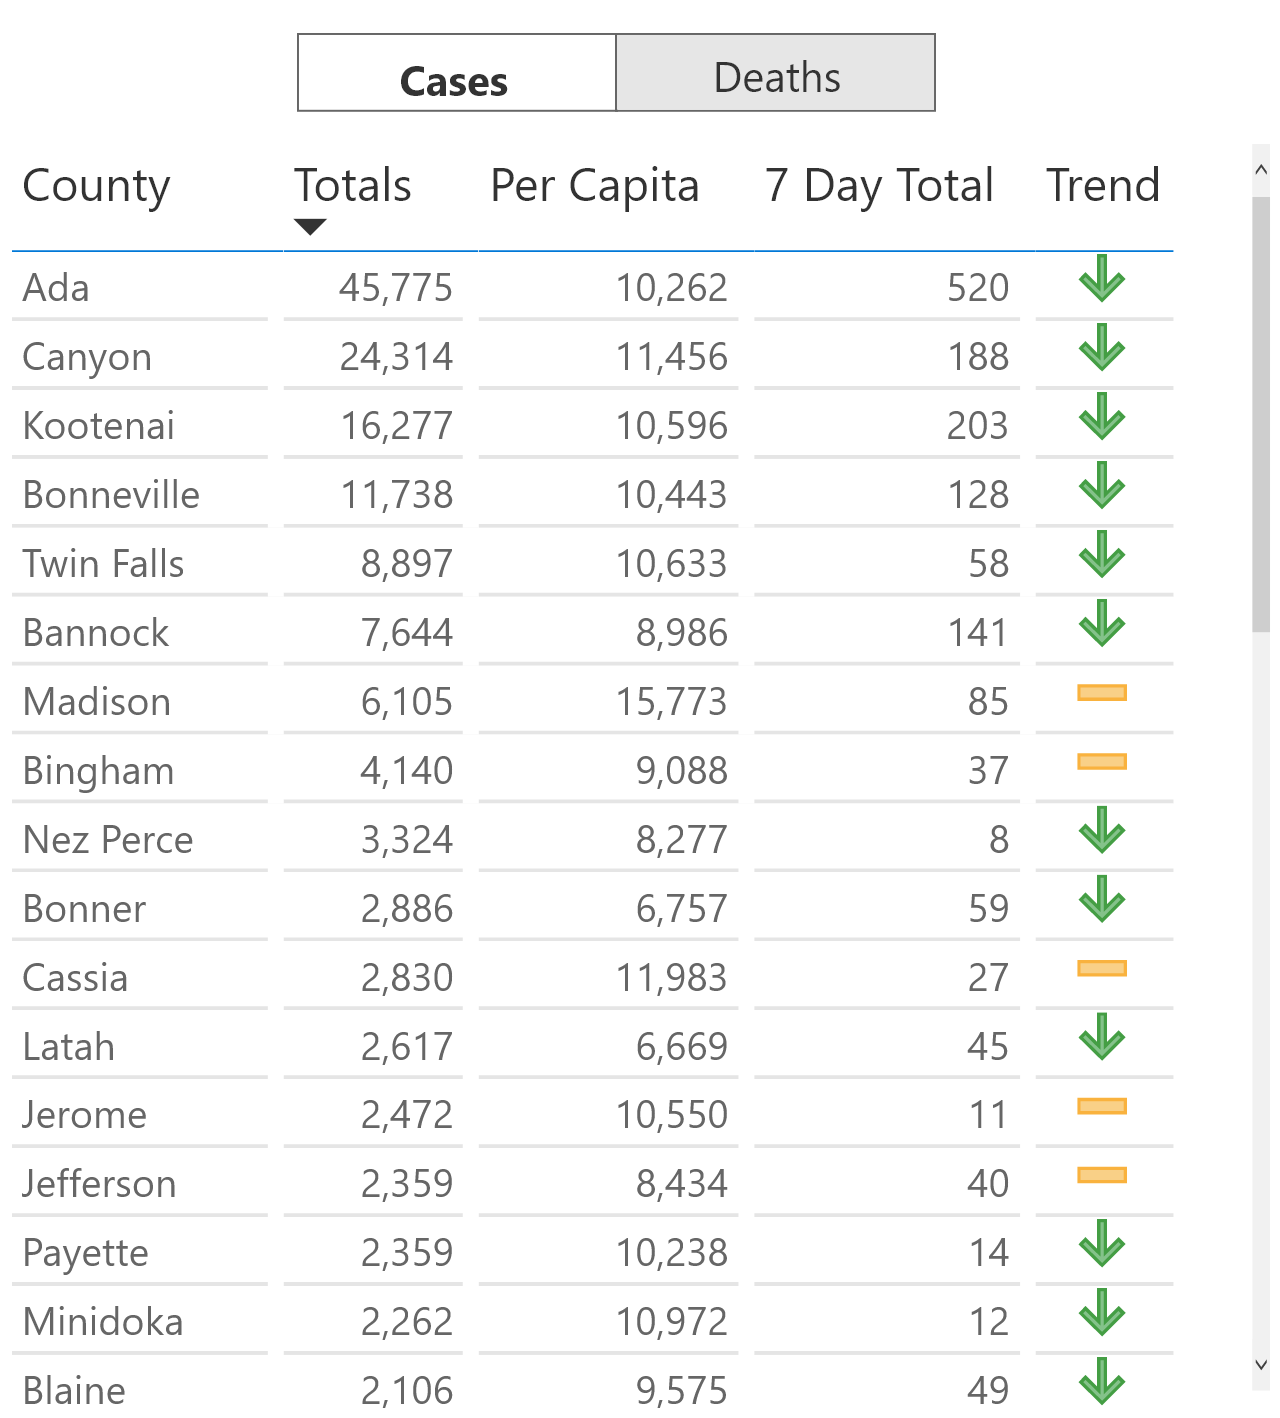 Cases Deaths
County Totals Per Capita 7 Day Total Trend
Ada 45,775 10,262 520
Canyon 24,314 11,456 188
Kootenai 16,277 10,596 203
Bonneville 11,738 10,443 128
Twin Falls 8,897 10,633 58
Bannock 7,644 8,986 141
Madison 6,105 15,773 85
Bingham 4,140 9,088 37
Nez Perce 3,324 8,277 8
Bonner 2,886 6,757 59
Cassia 2,830 11,983 27
Latah 2,617 6,669 45
Jerome 2,472 10,550 11
Jefferson 2,359 8,434 40
Payette 2,359 10,238 14
Minidoka 2,262 10,972 12
Blaine 2,106 9,575 49